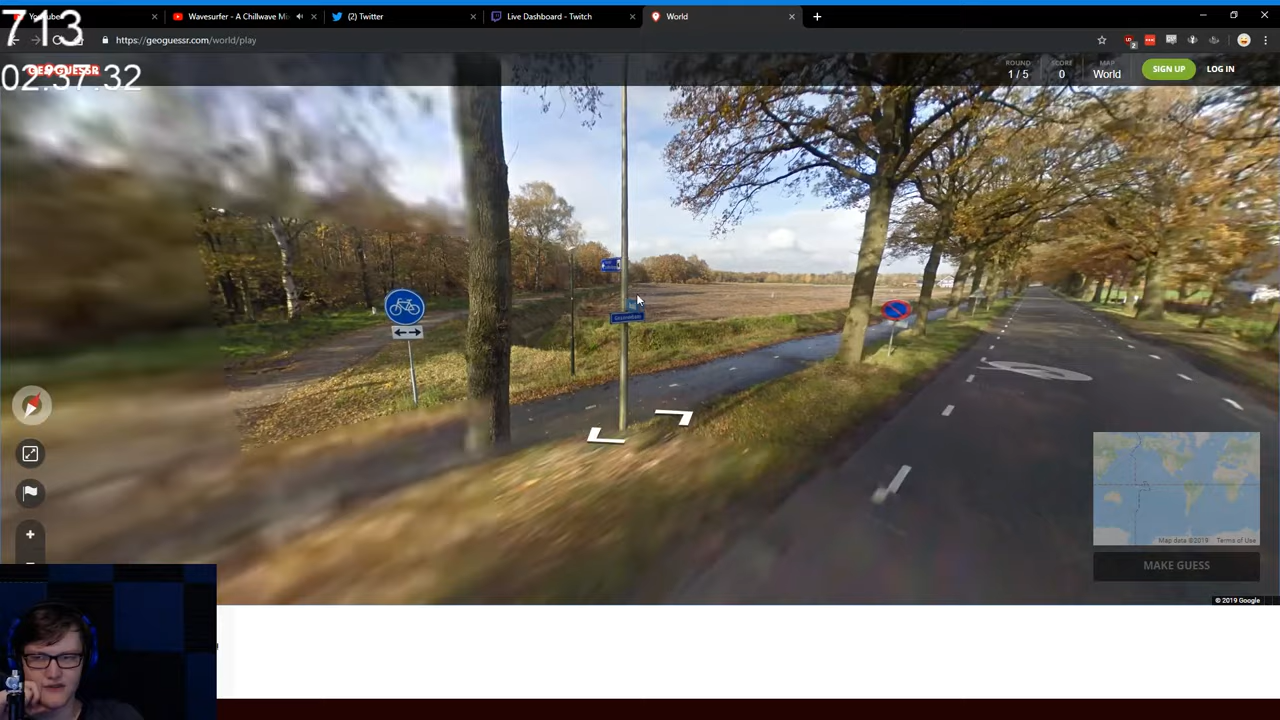 713
02:37:32
Wavesurfer - A Chillwave Mi
(2) Twitter
Live Dashboard - Twitch
World
https://geoguessr.com/world/play
GEOGUESSR
ROUND
1 / 5
SCORE
0
MAP
World
SIGN UP
LOG IN
Map data ©2019
Terms of Use
MAKE GUESS
© 2019 Google